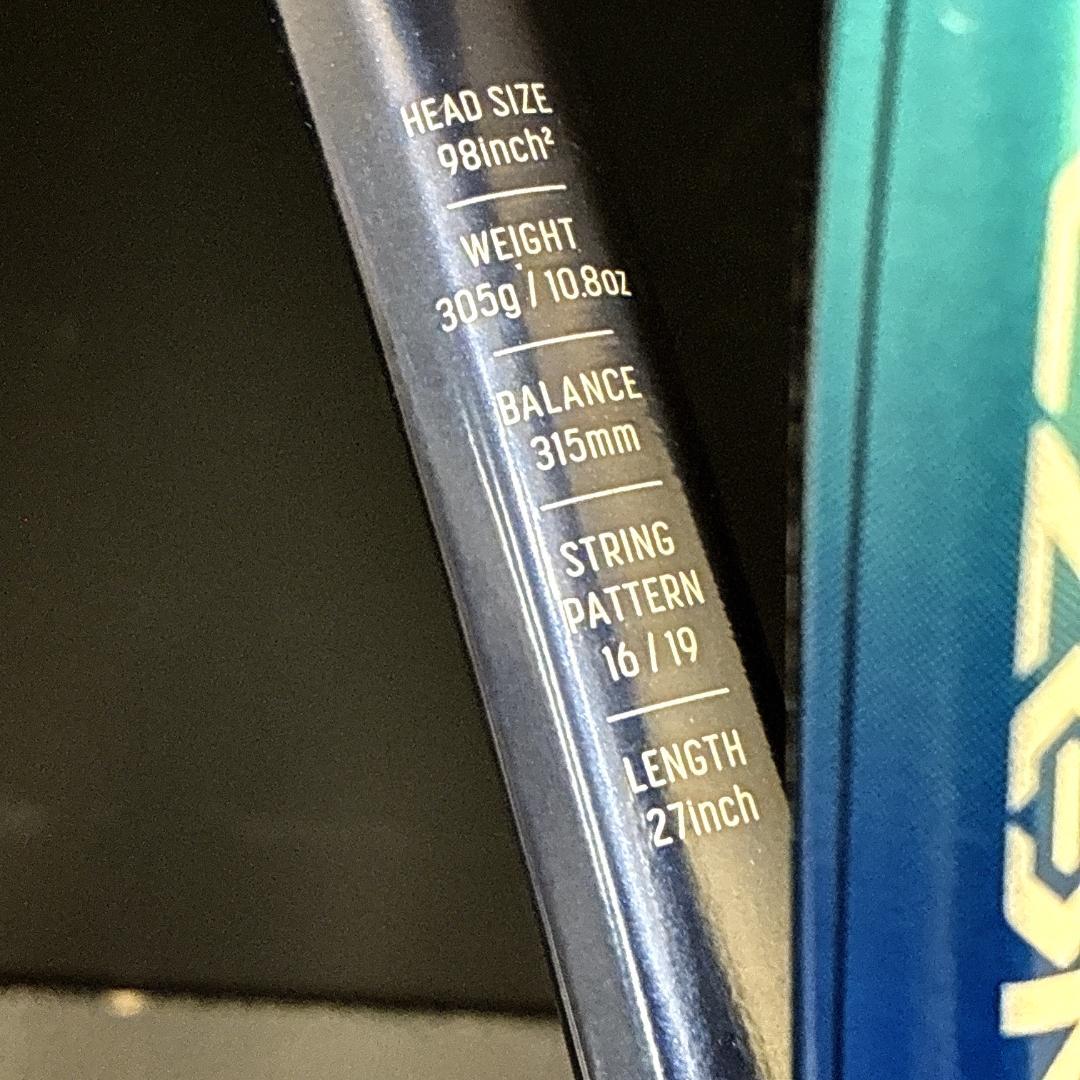 HEAD SIZE
98inch²
WEIGHT
305g / 10.8oz
BALANCE
315mm
STRING
PATTERN
16 / 19
LENGTH
27inch